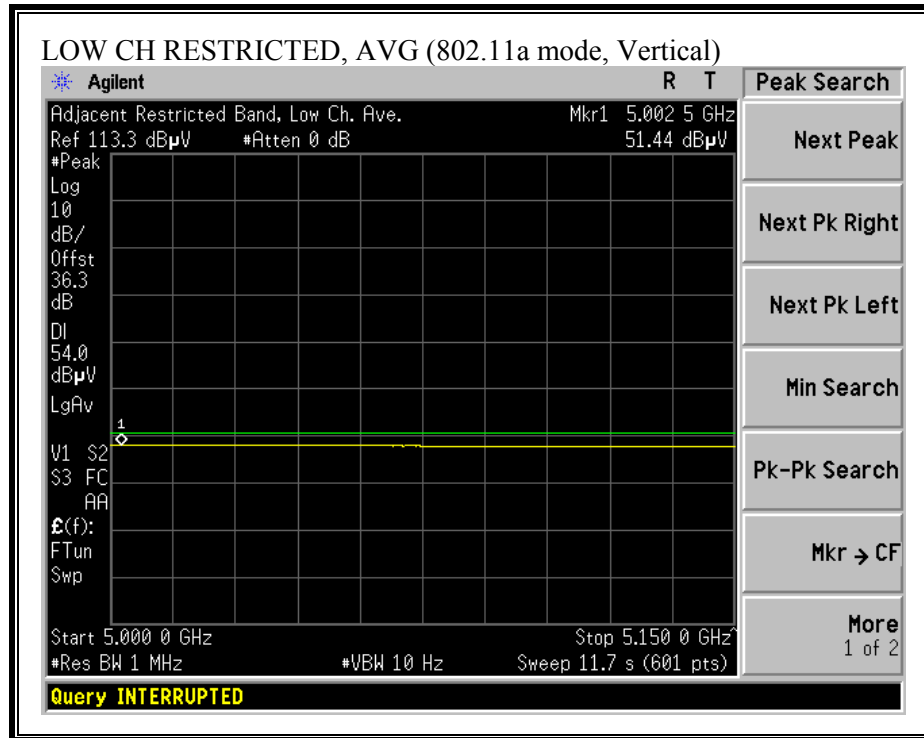 LOW CH RESTRICTED, AVG (802.11a mode, Vertical)
Agilent R T
Peak Search
Adjacent Restricted Band, Low Ch. Ave. Mkr1 5.002 5 GHz
Ref 113.3 dBµV #Atten 0 dB 51.44 dBµV
#Peak
Log
10
dB/
Offst
36.3
dB
DI
54.0
dBµV
LgAv
1
V1 S2
S3 FC
AA
£(f):
FTun
Swp
Start 5.000 0 GHz Stop 5.150 0 GHz^
#Res BW 1 MHz #VBW 10 Hz Sweep 11.7 s (601 pts)
Query INTERRUPTED
Next Peak
Next Pk Right
Next Pk Left
Min Search
Pk-Pk Search
Mkr → CF
More
1 of 2